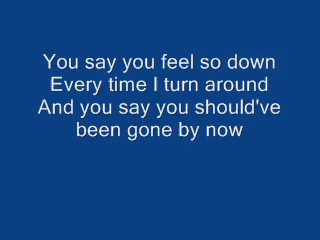 You say you feel so down
Every time I turn around
And you say you should've
been gone by now